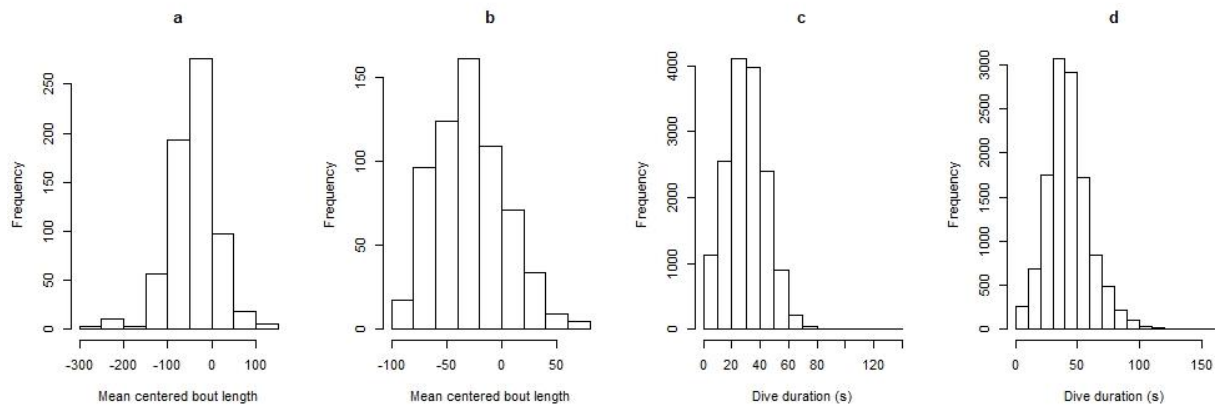 a
Frequency
0 50 100 150 200 250
-300 -200 -100 0 100
Mean centered bout length
b
Frequency
0 50 100 150
-100 -50 0 50
Mean centered bout length
c
Frequency
0 1000 2000 3000 4000
0 20 40 60 80 120
Dive duration (s)
d
Frequency
0 500 1000 1500 2000 2500 3000
0 50 100 150
Dive duration (s)